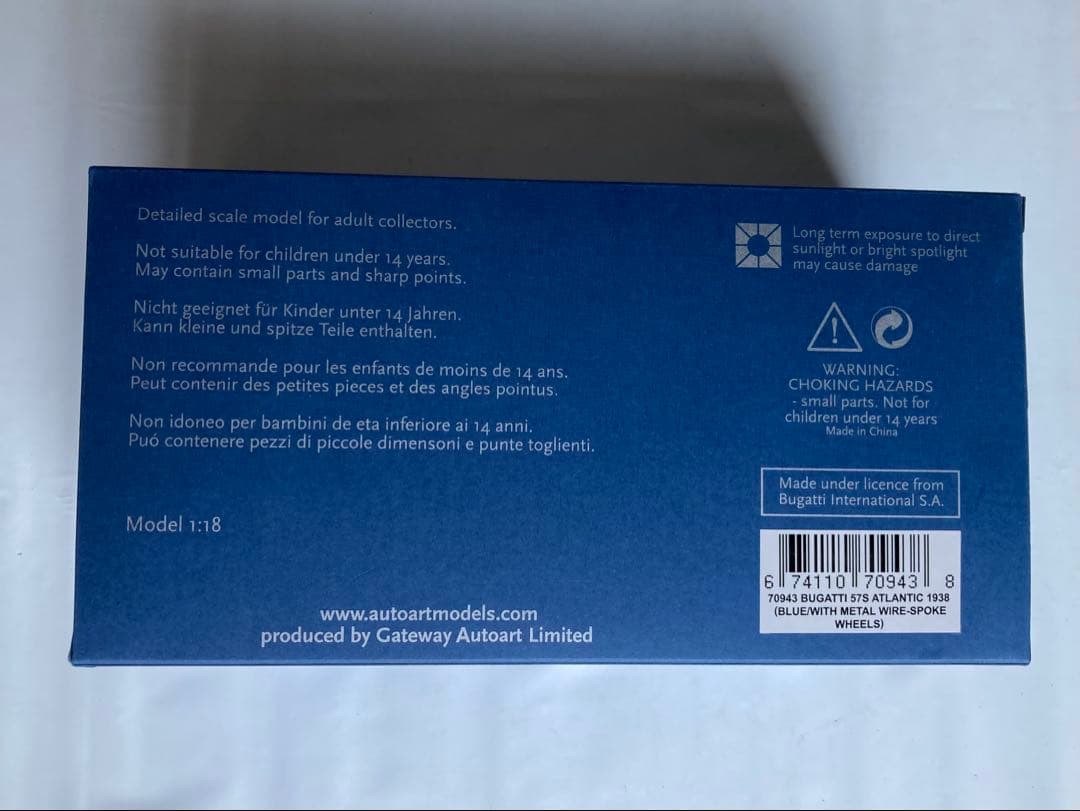 Detailed scale model for adult collectors.
Not suitable for children under 14 years.
May contain small parts and sharp points.
Nicht geeignet für Kinder unter 14 Jahren.
Kann kleine und spitze Teile enthalten.
Non recommande pour les enfants de moins de 14 ans.
Peut contenir des petites pieces et des angles pointus.
Non idoneo per bambini de eta inferiore ai 14 anni.
Puó contenere pezzi di piccole dimensoni e punte toglienti.
Model 1:18
www.autoartmodels.com
produced by Gateway Autoart Limited
Long term exposure to direct
sunlight or bright spotlight
may cause damage
WARNING:
CHOKING HAZARDS
- small parts. Not for
children under 14 years
Made in China
Made under licence from
Bugatti International S.A.
6 74110 70943 8
70943 BUGATTI 57S ATLANTIC 1938
(BLUE/WITH METAL WIRE-SPOKE
WHEELS)